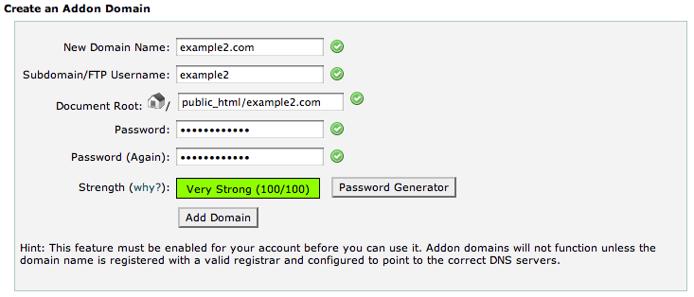 Create an Addon Domain
New Domain Name: example2.com
Subdomain/FTP Username: example2
Document Root: / public_html/example2.com
Password: ••••••••••••
Password (Again): ••••••••••••
Strength (why?): Very Strong (100/100) Password Generator
Add Domain
Hint: This feature must be enabled for your account before you can use it. Addon domains will not function unless the
domain name is registered with a valid registrar and configured to point to the correct DNS servers.